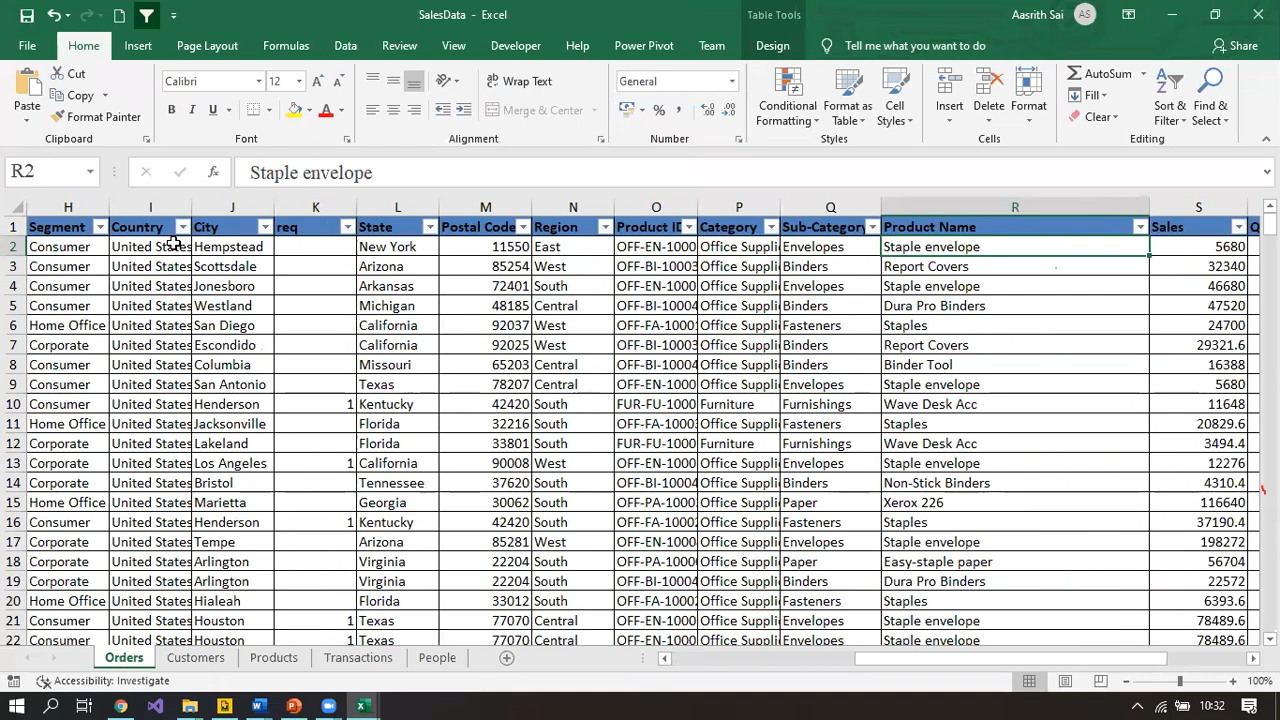 SalesData - Excel
Table Tools
Aasrith Sai
AS
File Home Insert Page Layout Formulas Data Review View Developer Help Power Pivot Team Design Tell me what you want to do Share
Paste
Cut
Copy
Format Painter
Clipboard
Calibri 12
B I U
Font
Wrap Text
Merge & Center
Alignment
General
Number
Conditional Formatting
Format as Table
Cell Styles
Styles
Insert Delete Format
Cells
AutoSum
Fill
Clear
Sort & Filter
Find & Select
Editing
R2 fx Staple envelope
H I J K L M N O P Q R S
1 Segment Country City req State Postal Code Region Product ID Category Sub-Category Product Name Sales Q
2 Consumer United States Hempstead New York 11550 East OFF-EN-1000 Office Suppli Envelopes Staple envelope 5680
3 Consumer United States Scottsdale Arizona 85254 West OFF-BI-10003 Office Suppli Binders Report Covers 32340
4 Consumer United States Jonesboro Arkansas 72401 South OFF-EN-1000 Office Suppli Envelopes Staple envelope 46680
5 Consumer United States Westland Michigan 48185 Central OFF-BI-10004 Office Suppli Binders Dura Pro Binders 47520
6 Home Office United States San Diego California 92037 West OFF-FA-10001 Office Suppli Fasteners Staples 24700
7 Corporate United States Escondido California 92025 West OFF-BI-10003 Office Suppli Binders Report Covers 29321.6
8 Consumer United States Columbia Missouri 65203 Central OFF-BI-10004 Office Suppli Binders Binder Tool 16388
9 Consumer United States San Antonio Texas 78207 Central OFF-EN-1000 Office Suppli Envelopes Staple envelope 5680
10 Consumer United States Henderson 1 Kentucky 42420 South FUR-FU-1000 Furniture Furnishings Wave Desk Acc 11648
11 Home Office United States Jacksonville Florida 32216 South OFF-FA-1000 Office Suppli Fasteners Staples 20829.6
12 Corporate United States Lakeland Florida 33801 South FUR-FU-1000 Furniture Furnishings Wave Desk Acc 3494.4
13 Corporate United States Los Angeles 1 California 90008 West OFF-EN-1000 Office Suppli Envelopes Staple envelope 12276
14 Corporate United States Bristol Tennessee 37620 South OFF-BI-10004 Office Suppli Binders Non-Stick Binders 4310.4
15 Home Office United States Marietta Georgia 30062 South OFF-PA-1000 Office Suppli Paper Xerox 226 116640
16 Consumer United States Henderson 1 Kentucky 42420 South OFF-FA-10002 Office Suppli Fasteners Staples 37190.4
17 Corporate United States Tempe Arizona 85281 West OFF-EN-1000 Office Suppli Envelopes Staple envelope 198272
18 Corporate United States Arlington Virginia 22204 South OFF-PA-1000 Office Suppli Paper Easy-staple paper 56704
19 Corporate United States Arlington Virginia 22204 South OFF-BI-10004 Office Suppli Binders Dura Pro Binders 22572
20 Home Office United States Hialeah Florida 33012 South OFF-FA-10002 Office Suppli Fasteners Staples 6393.6
21 Consumer United States Houston 1 Texas 77070 Central OFF-EN-1000 Office Suppli Envelopes Staple envelope 78489.6
22 Consumer United States Houston 1 Texas 77070 Central OFF-EN-1000 Office Suppli Envelopes Staple envelope 78489.6
Orders Customers Products Transactions People
Accessibility: Investigate 100%
10:32